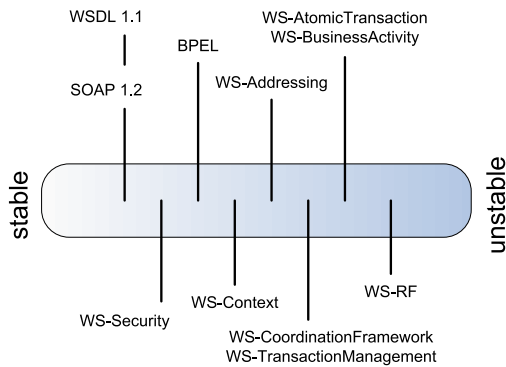 WSDL 1.1
SOAP 1.2
BPEL
WS-Addressing
WS-AtomicTransaction
WS-BusinessActivity
stable
unstable
WS-Security
WS-Context
WS-CoordinationFramework
WS-TransactionManagement
WS-RF